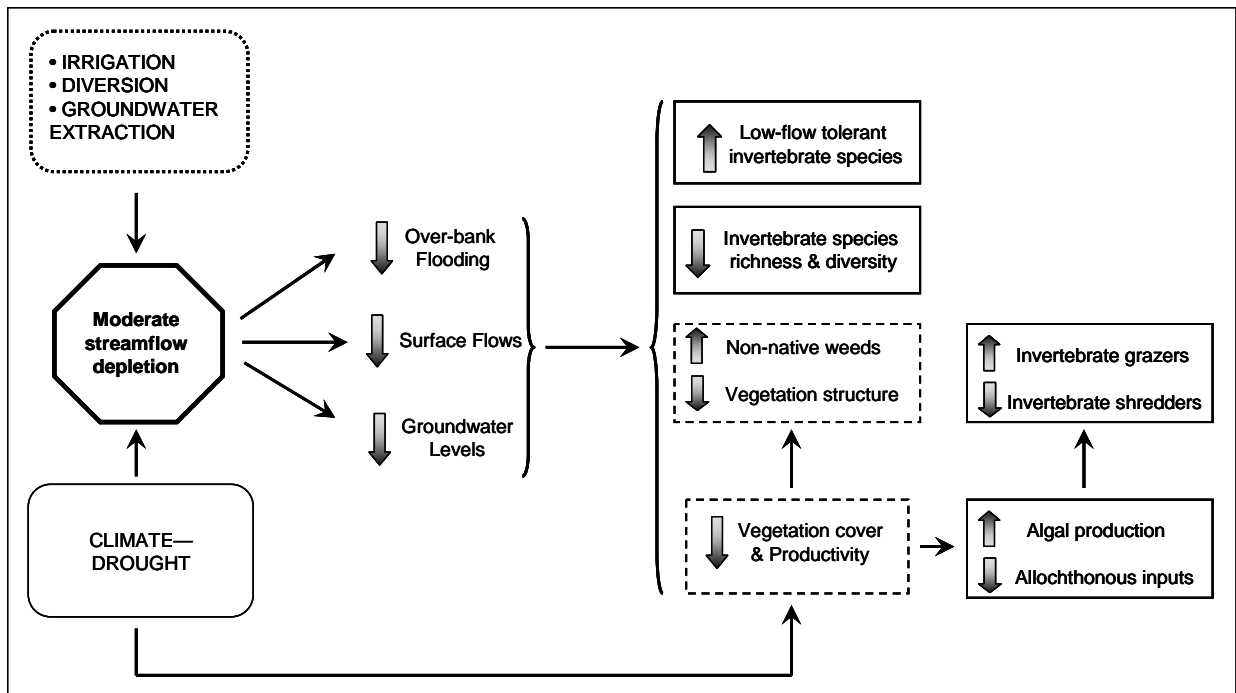 • IRRIGATION
• DIVERSION
• GROUNDWATER
EXTRACTION
Moderate
streamflow
depletion
CLIMATE—
DROUGHT
Over-bank
Flooding
Surface Flows
Groundwater
Levels
Low-flow tolerant
invertebrate species
Invertebrate species
richness & diversity
Non-native weeds
Vegetation structure
Vegetation cover
& Productivity
Invertebrate grazers
Invertebrate shredders
Algal production
Allochthonous inputs